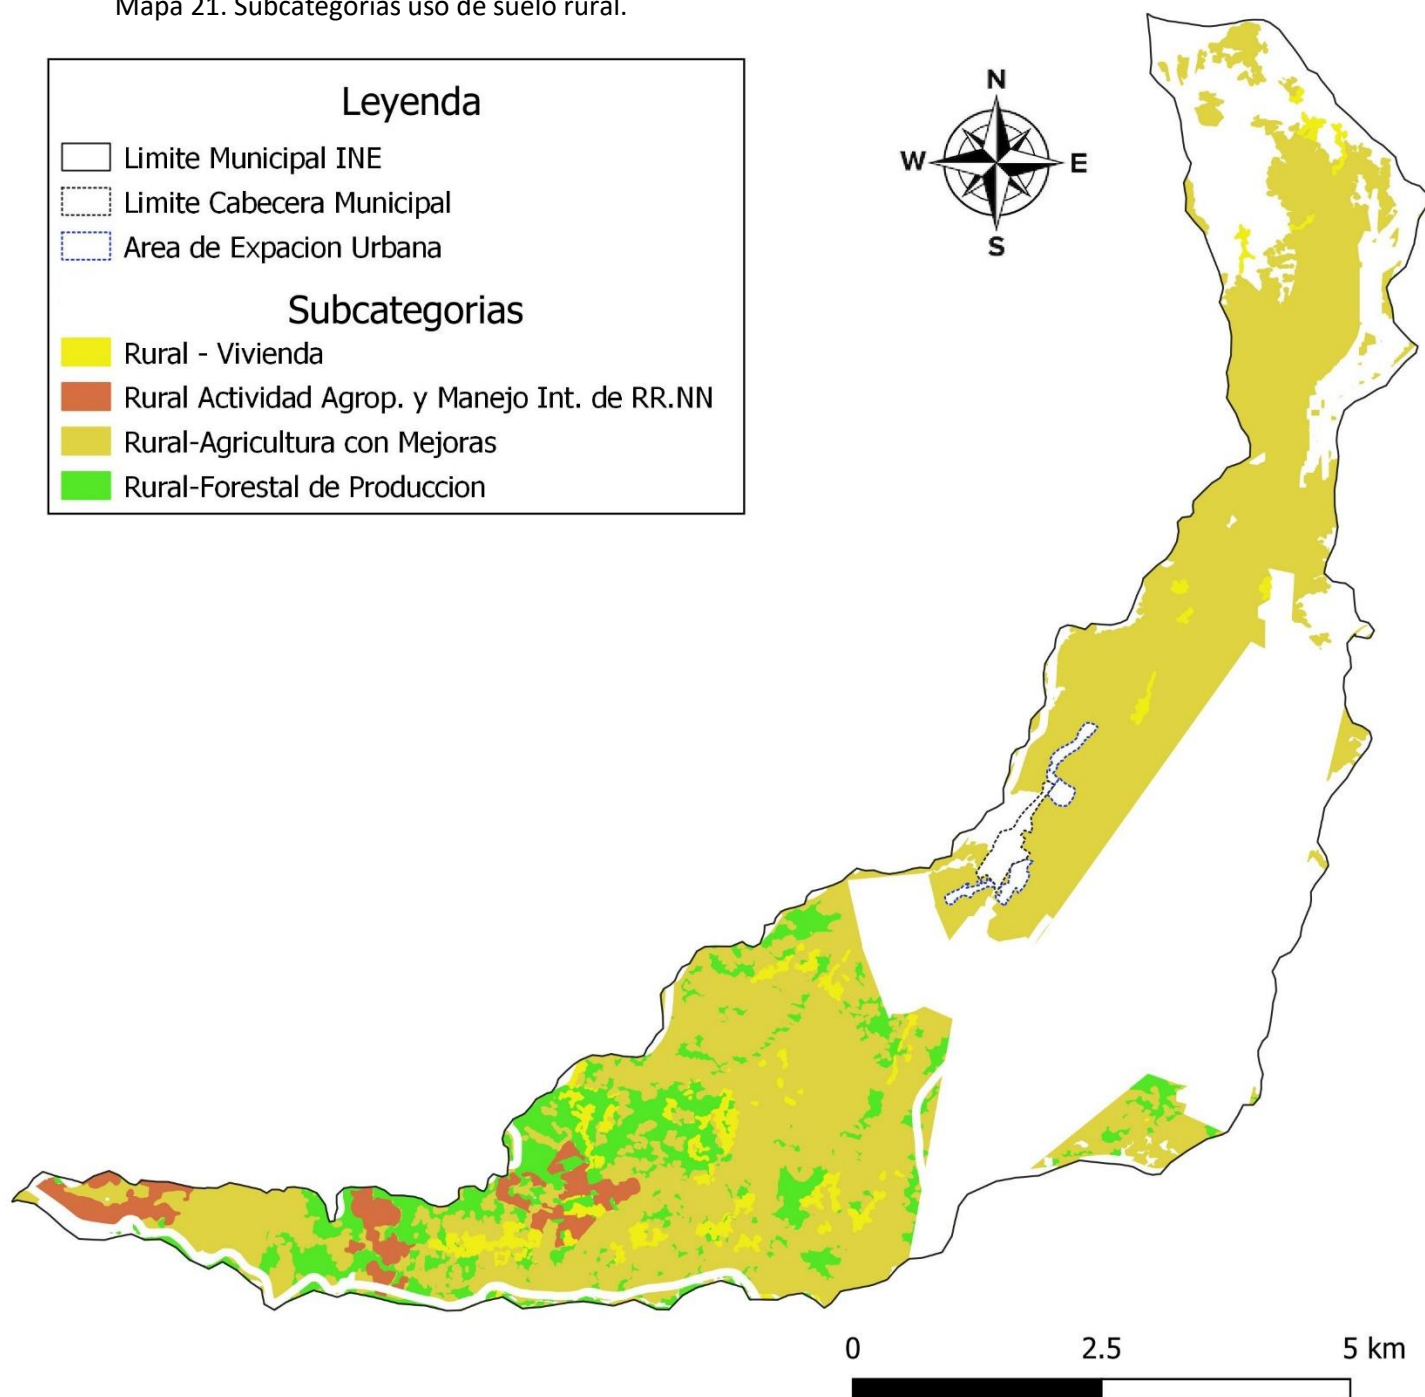 Mapa 21. Subcategorias uso de suelo rural.
Leyenda
Limite Municipal INE
Limite Cabecera Municipal
Area de Expacion Urbana
Subcategorias
Rural - Vivienda
Rural Actividad Agrop. y Manejo Int. de RR.NN
Rural-Agricultura con Mejoras
Rural-Forestal de Produccion
N
W E
S
0 2.5 5 km